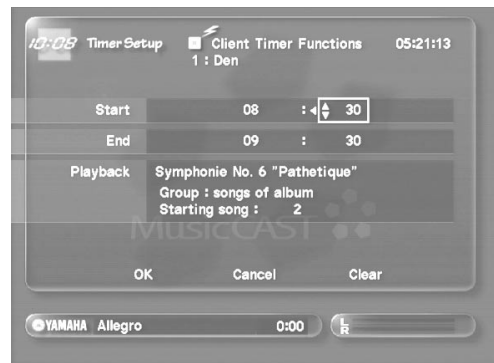 10:08 Timer Setup Client Timer Functions 05:21:13
1 : Den
Start 08 : 30
End 09 : 30
Playback Symphonie No. 6 "Pathetique"
Group : songs of album
Starting song : 2
MusicCAST
OK Cancel Clear
YAMAHA Allegro 0:00 L
R